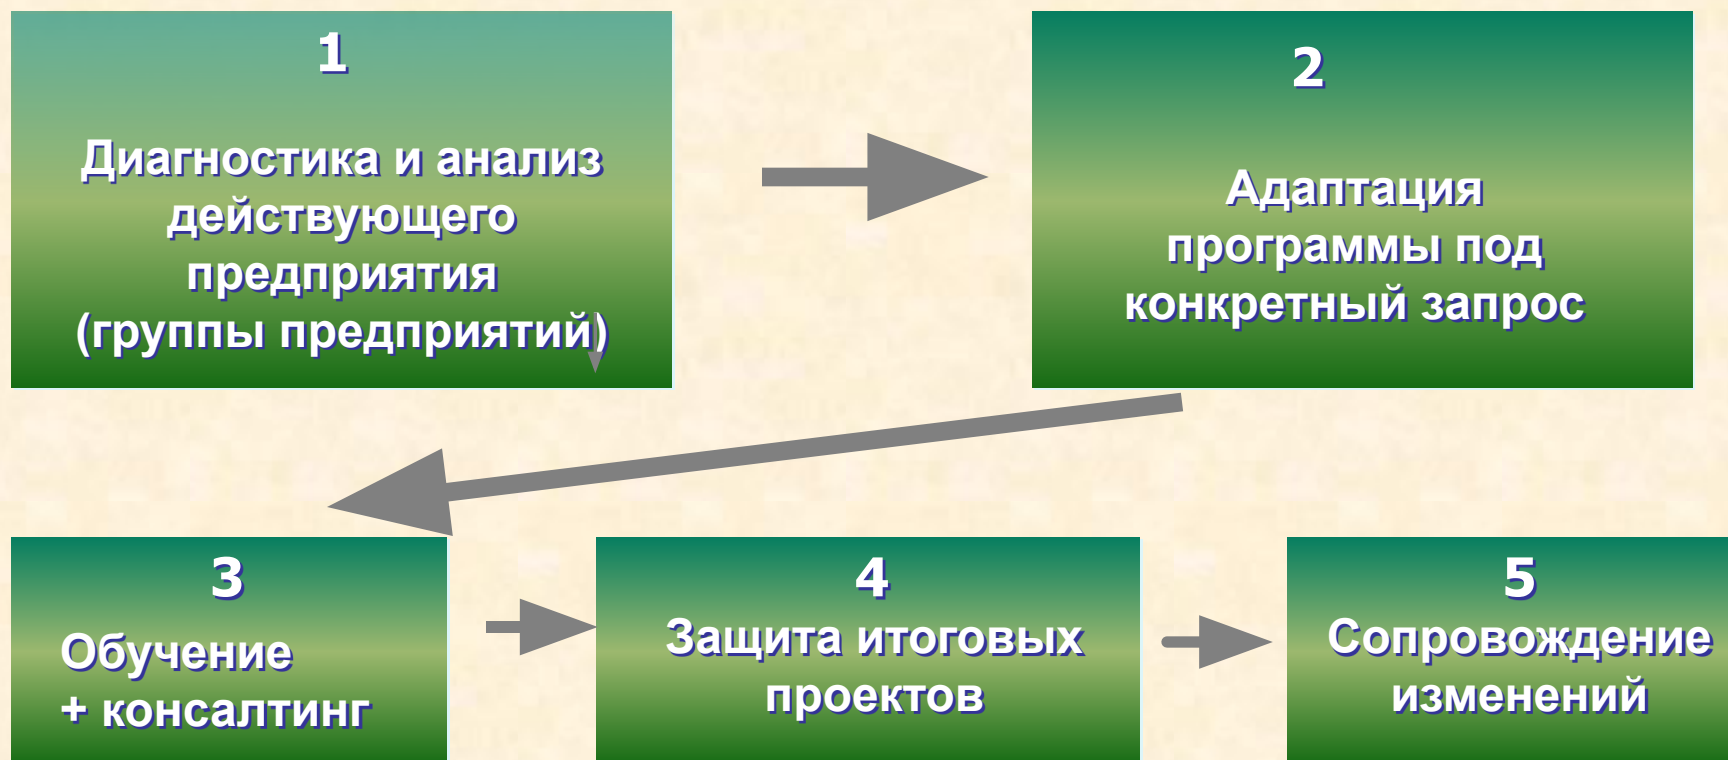 1
Диагностика и анализ
действующего
предприятия
(группы предприятий)
2
Адаптация
программы под
конкретный запрос
3
Обучение
+ консалтинг
4
Защита итоговых
проектов
5
Сопровождение
изменений